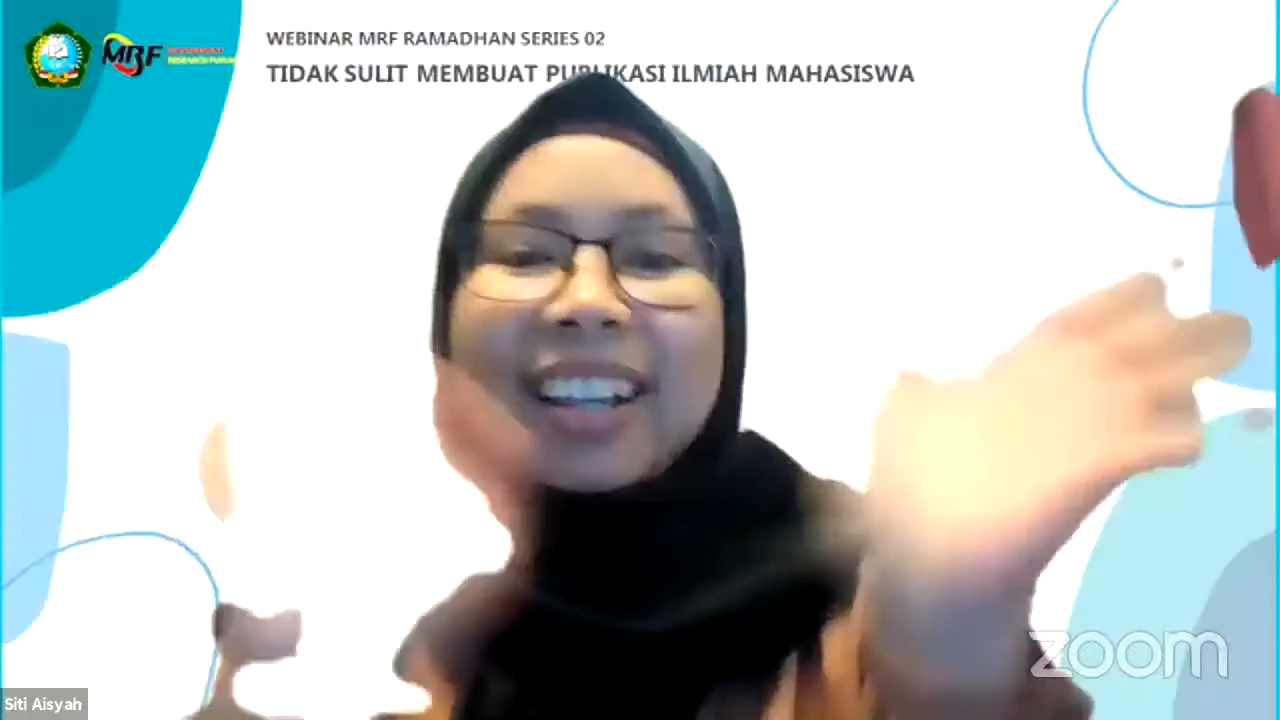 WEBINAR MRF RAMADHAN SERIES 02
MRF
TIDAK SULIT MEMBUAT PUBLIKASI ILMIAH MAHASISWA
zoom
Siti Aisyah